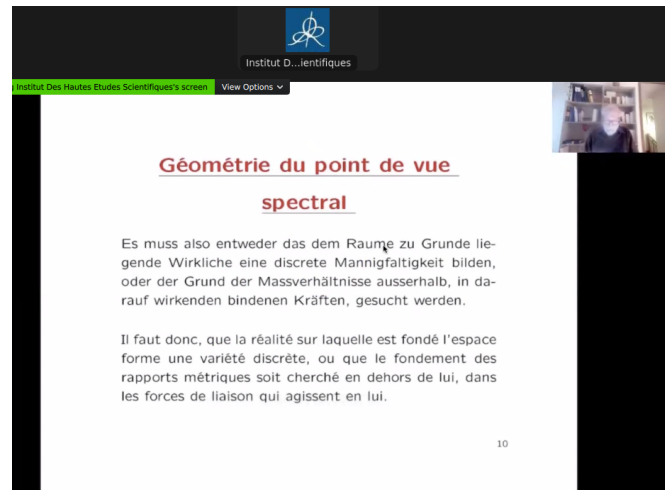 Institut D...ientifiques
Institut Des Hautes Etudes Scientifiques's screen
View Options
Géométrie du point de vue
spectral
Es muss also entweder das dem Raume zu Grunde lie-
gende Wirkliche eine discrete Mannigfaltigkeit bilden,
oder der Grund der Massverhältnisse ausserhalb, in da-
rauf wirkenden bindenen Kräften, gesucht werden.
Il faut donc, que la réalité sur laquelle est fondé l'espace
forme une variété discrète, ou que le fondement des
rapports métriques soit cherché en dehors de lui, dans
les forces de liaison qui agissent en lui.
10